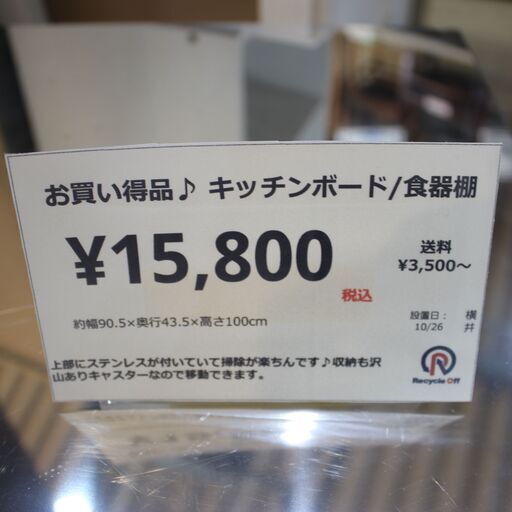 お買い得品♪ キッチンボード/食器棚
¥15,800
税込
送料
¥3,500～
約幅90.5×奥行43.5×高さ100cm
設置日： 横井
10/26
上部にステンレスが付いていて掃除が楽ちんです♪収納も沢
山ありキャスターなので移動できます。
Recycle Off